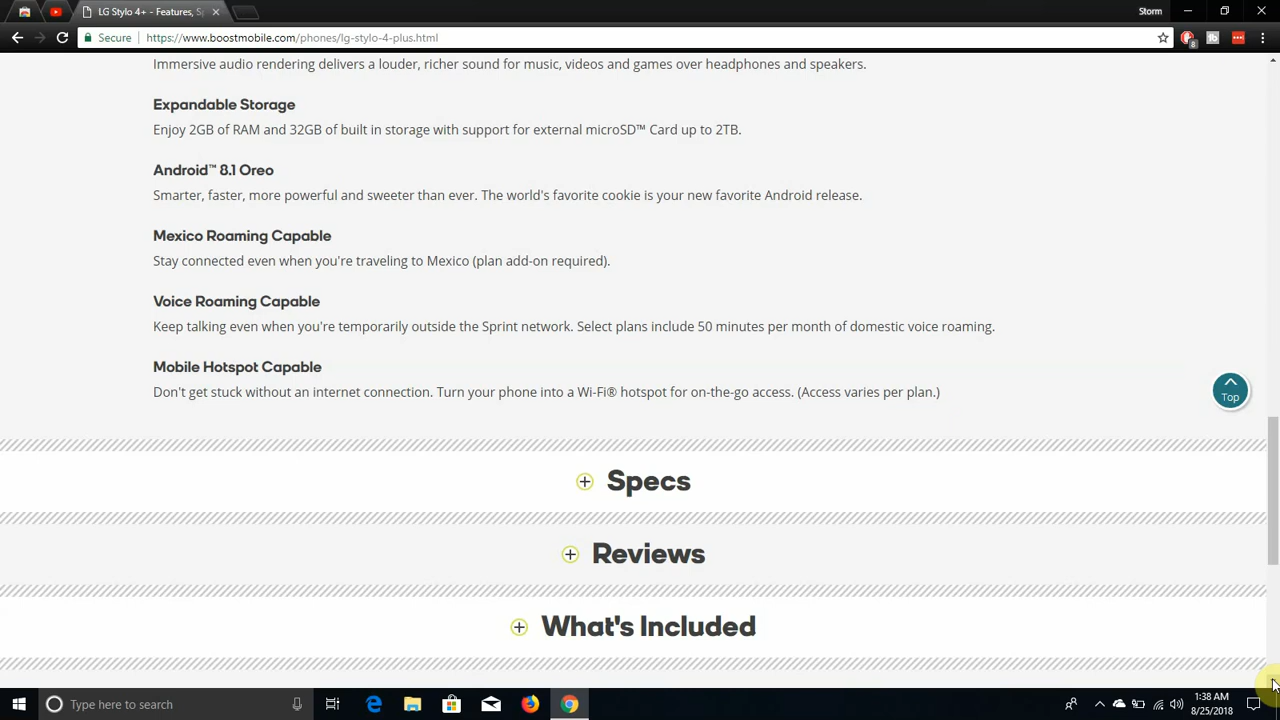 LG Stylo 4+ - Features, Sp
Storm
Secure
https://www.boostmobile.com/phones/lg-stylo-4-plus.html
8
Immersive audio rendering delivers a louder, richer sound for music, videos and games over headphones and speakers.
Expandable Storage
Enjoy 2GB of RAM and 32GB of built in storage with support for external microSD™ Card up to 2TB.
Android™ 8.1 Oreo
Smarter, faster, more powerful and sweeter than ever. The world's favorite cookie is your new favorite Android release.
Mexico Roaming Capable
Stay connected even when you're traveling to Mexico (plan add-on required).
Voice Roaming Capable
Keep talking even when you're temporarily outside the Sprint network. Select plans include 50 minutes per month of domestic voice roaming.
Mobile Hotspot Capable
Don't get stuck without an internet connection. Turn your phone into a Wi-Fi® hotspot for on-the-go access. (Access varies per plan.)
Top
Specs
Reviews
What's Included
Type here to search
1:38 AM
8/25/2018